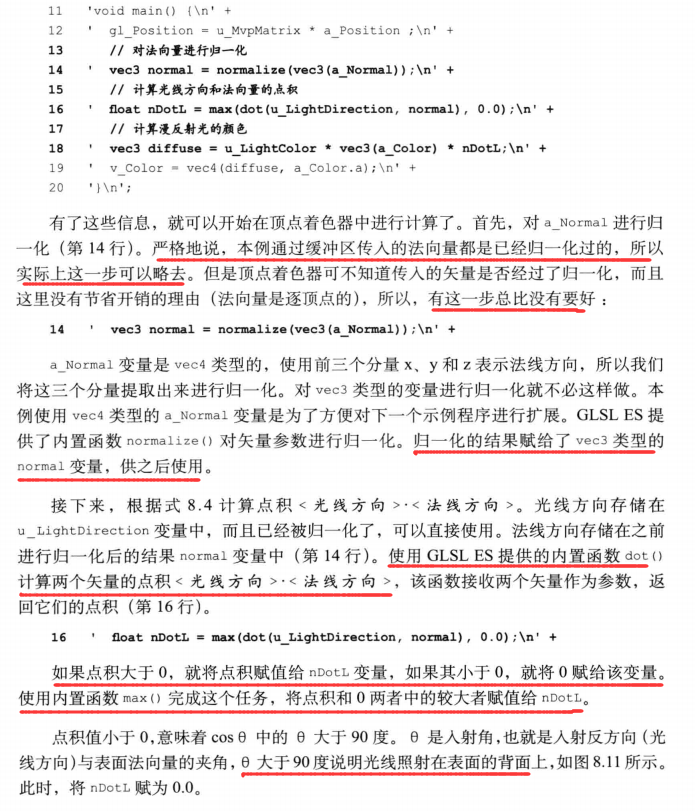 11 'void main() {\n' +
12 ' gl_Position = u_MvpMatrix * a_Position ;\n' +
13 // 对法向量进行归一化
14 ' vec3 normal = normalize(vec3(a_Normal));\n' +
15 // 计算光线方向和法向量的点积
16 ' float nDotL = max(dot(u_LightDirection, normal), 0.0);\n' +
17 // 计算漫反射光的颜色
18 ' vec3 diffuse = u_LightColor * vec3(a_Color) * nDotL;\n' +
19 ' v_Color = vec4(diffuse, a_Color.a);\n' +
20 '}\n';
有了这些信息，就可以开始在顶点着色器中进行计算了。首先，对 a_Normal 进行归
一化（第 14 行）。严格地说，本例通过缓冲区传入的法向量都是已经归一化过的，所以
实际上这一步可以略去。但是顶点着色器可不知道传入的矢量是否经过了归一化，而且
这里没有节省开销的理由（法向量是逐顶点的），所以，有这一步总比没有要好：
14 ' vec3 normal = normalize(vec3(a_Normal));\n' +
a_Normal 变量是 vec4 类型的，使用前三个分量 x、y 和 z 表示法线方向，所以我们
将这三个分量提取出来进行归一化。对 vec3 类型的变量进行归一化就不必这样做。本
例使用 vec4 类型的 a_Normal 变量是为了方便对下一个示例程序进行扩展。GLSL ES 提
供了内置函数 normalize() 对矢量参数进行归一化。归一化的结果赋给了 vec3 类型的
normal 变量，供之后使用。
接下来，根据式 8.4 计算点积 < 光线方向 >·< 法线方向 >。光线方向存储在
u_LightDirection 变量中，而且已经被归一化了，可以直接使用。法线方向存储在之前
进行归一化后的结果 normal 变量中（第 14 行）。使用 GLSL ES 提供的内置函数 dot()
计算两个矢量的点积 < 光线方向 >·< 法线方向 >，该函数接收两个矢量作为参数，返
回它们的点积（第 16 行）。
16 ' float nDotL = max(dot(u_LightDirection, normal), 0.0);\n' +
如果点积大于 0，就将点积赋值给 nDotL 变量，如果其小于 0，就将 0 赋给该变量。
使用内置函数 max() 完成这个任务，将点积和 0 两者中的较大者赋值给 nDotL。
点积值小于 0，意味着 cos θ 中的 θ 大于 90 度。θ 是入射角，也就是入射反方向（光
线方向）与表面法向量的夹角，θ 大于 90 度说明光线照射在表面的背面上，如图 8.11 所示。
此时，将 nDotL 赋为 0.0。